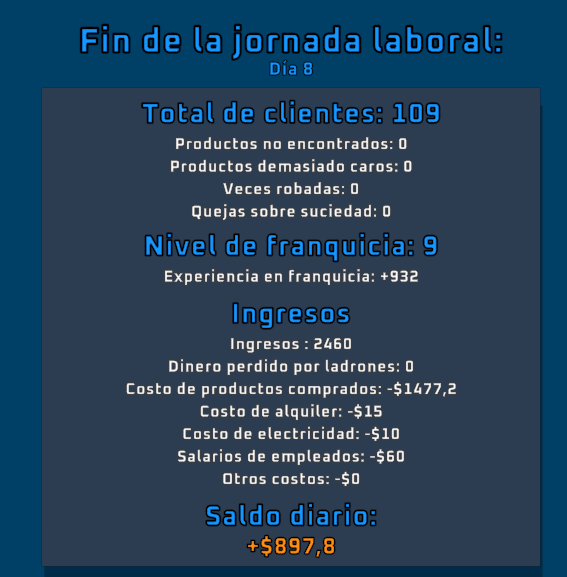 Fin de la jornada laboral:
Día 8
Total de clientes: 109
Productos no encontrados: 0
Productos demasiado caros: 0
Veces robadas: 0
Quejas sobre suciedad: 0
Nivel de franquicia: 9
Experiencia en franquicia: +932
Ingresos
Ingresos : 2460
Dinero perdido por ladrones: 0
Costo de productos comprados: -$1477,2
Costo de alquiler: -$15
Costo de electricidad: -$10
Salarios de empleados: -$60
Otros costos: -$0
Saldo diario:
+$897,8